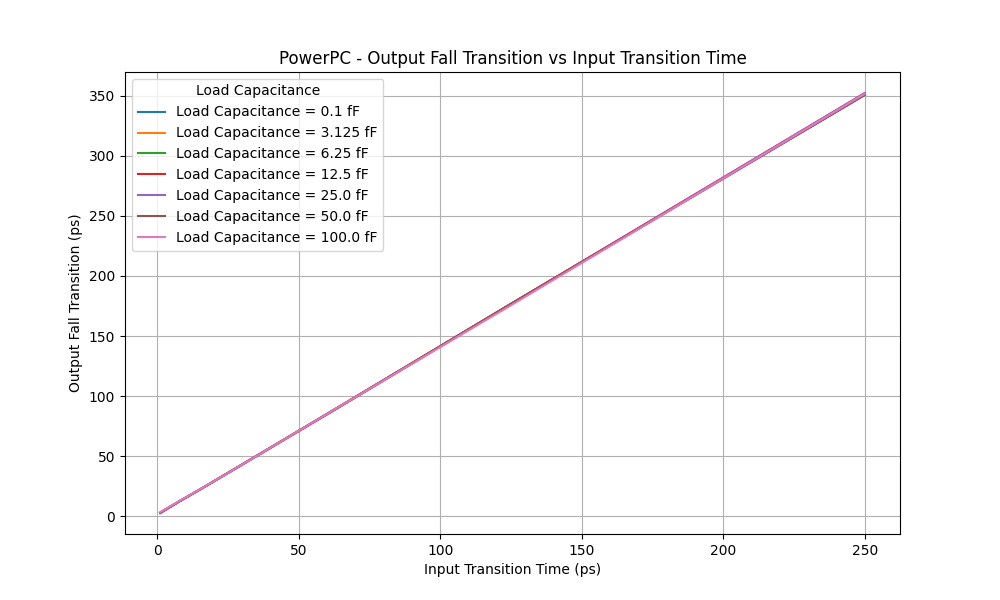 PowerPC - Output Fall Transition vs Input Transition Time
Load Capacitance
Load Capacitance = 0.1 fF
Load Capacitance = 3.125 fF
Load Capacitance = 6.25 fF
Load Capacitance = 12.5 fF
Load Capacitance = 25.0 fF
Load Capacitance = 50.0 fF
Load Capacitance = 100.0 fF
Output Fall Transition (ps)
350
300
250
200
150
100
50
0
0 50 100 150 200 250
Input Transition Time (ps)